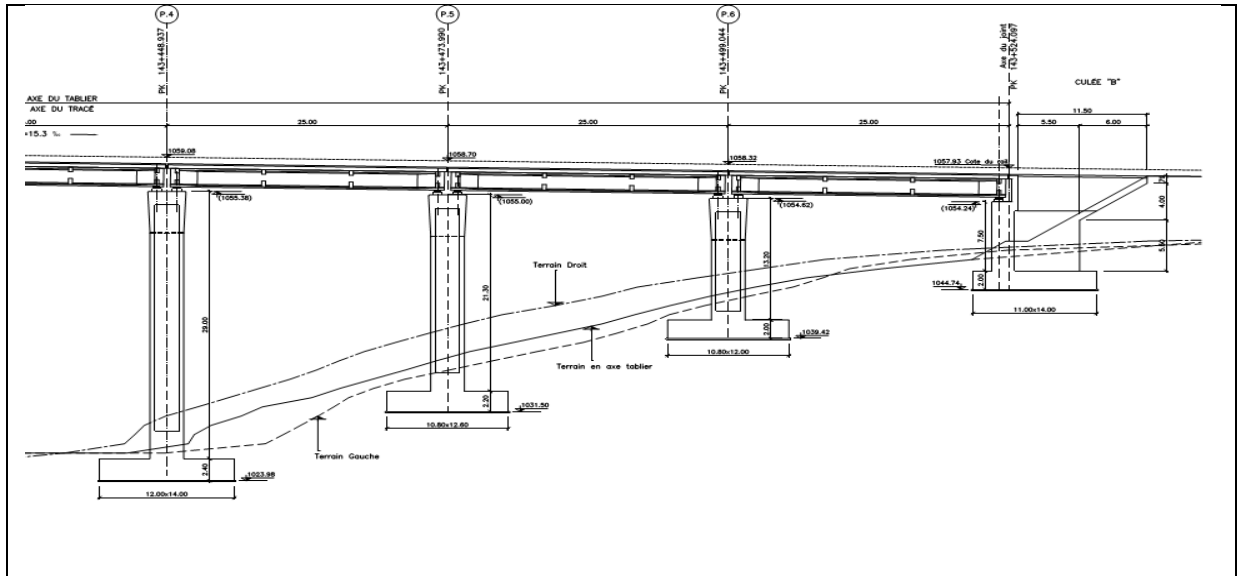 P.4
P.5
P.6
PK 143+448.937
PK 143+473.990
PK 143+499.044
Axe du joint
PK 143+524.097
CULÉE "B"
AXE DU TABLIER
AXE DU TRACÉ
11.50
5.50
6.00
.00
25.00
25.00
25.00
+15.3 ‰
1059.08
1058.70
1058.32
1057.93 Cote du rail
(1055.38)
(1055.00)
(1054.62)
(1054.24)
4.00
7.50
Terrain Droit
13.20
21.30
29.00
2.00
1044.74
11.00x14.00
2.00
1039.42
10.80x12.00
Terrain en axe tablier
2.20
1031.50
10.80x12.60
Terrain Gauche
2.40
1023.98
12.00x14.00